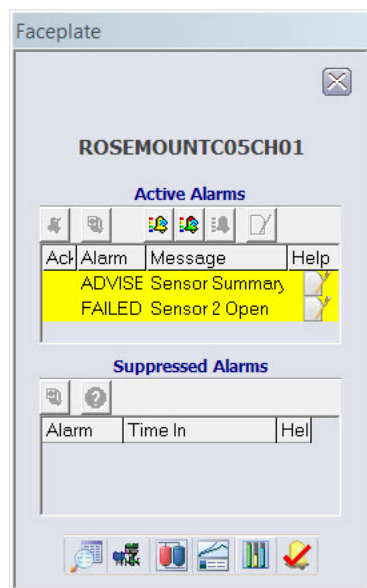 Faceplate
ROSEMOUNTC05CH01
Active Alarms
Ack Alarm Message Help
ADVISE Sensor Summary
FAILED Sensor 2 Open
Suppressed Alarms
Alarm Time In Hel